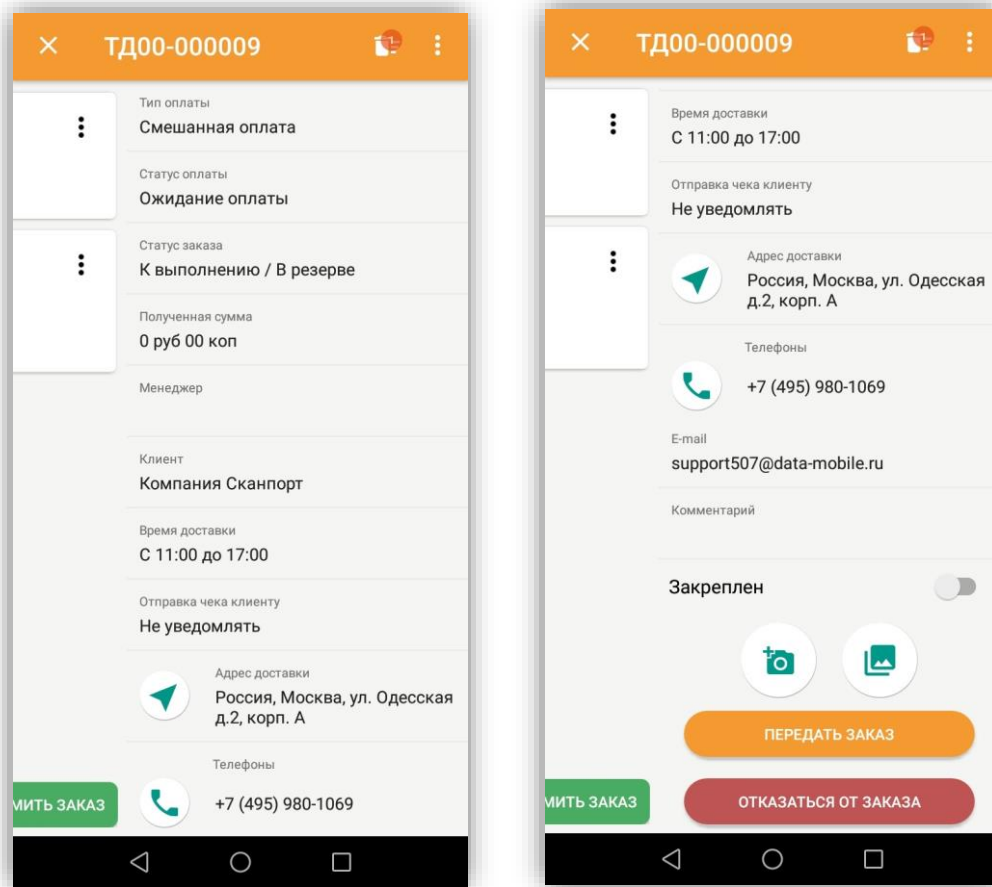 ТД00-000009
Тип оплаты
Смешанная оплата
Статус оплаты
Ожидание оплаты
Статус заказа
К выполнению / В резерве
Полученная сумма
0 руб 00 коп
Менеджер
Клиент
Компания Сканпорт
Время доставки
С 11:00 до 17:00
Отправка чека клиенту
Не уведомлять
Адрес доставки
Россия, Москва, ул. Одесская
д.2, корп. А
Телефоны
+7 (495) 980-1069
МИТЬ ЗАКАЗ
ТД00-000009
Время доставки
С 11:00 до 17:00
Отправка чека клиенту
Не уведомлять
Адрес доставки
Россия, Москва, ул. Одесская
д.2, корп. А
Телефоны
+7 (495) 980-1069
E-mail
support507@data-mobile.ru
Комментарий
Закреплен
ПЕРЕДАТЬ ЗАКАЗ
МИТЬ ЗАКАЗ
ОТКАЗАТЬСЯ ОТ ЗАКАЗА